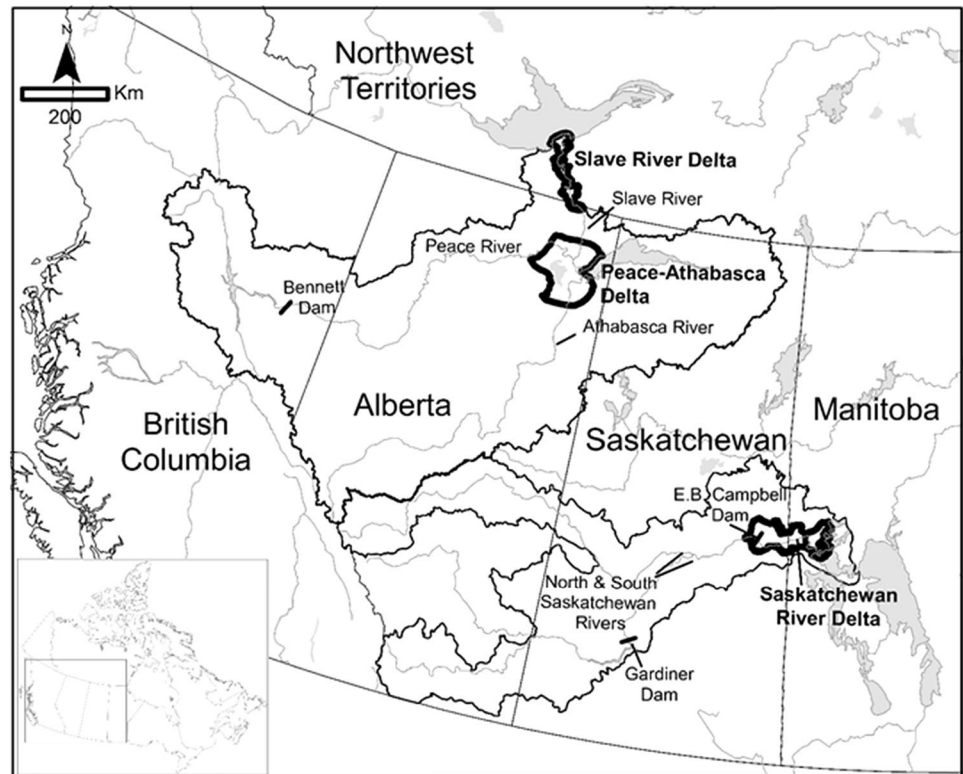 N
Km
200
Northwest
Territories
Slave River Delta
Slave River
Peace River
Peace-Athabasca
Delta
Bennett
Dam
Athabasca River
Alberta
British
Columbia
Saskatchewan
Manitoba
E.B. Campbell
Dam
North & South
Saskatchewan
Rivers
Saskatchewan
River Delta
Gardiner
Dam